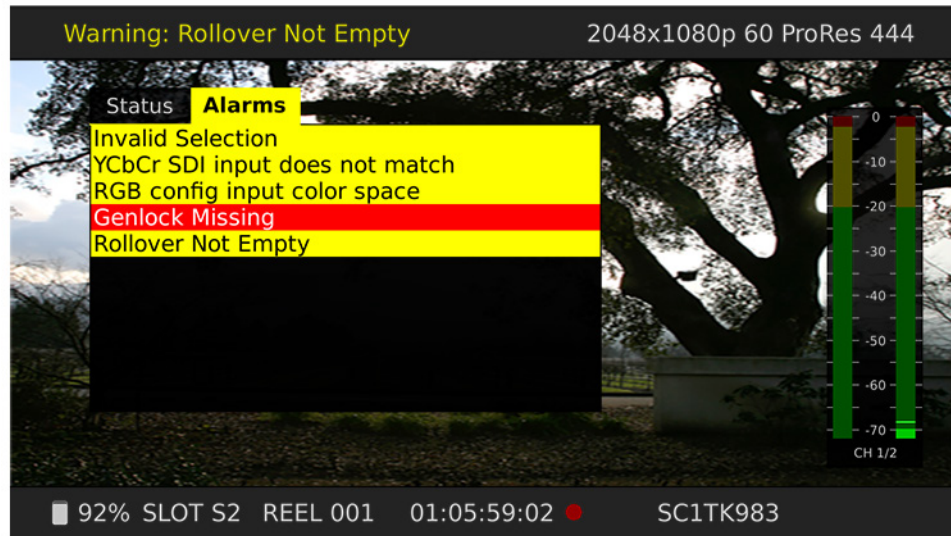 Warning: Rollover Not Empty
2048x1080p 60 ProRes 444
Status Alarms
Invalid Selection
YCbCr SDI input does not match
RGB config input color space
Genlock Missing
Rollover Not Empty
0
-10
-20
-30
-40
-50
-60
-70
CH 1/2
92% SLOT S2 REEL 001 01:05:59:02 SC1TK983